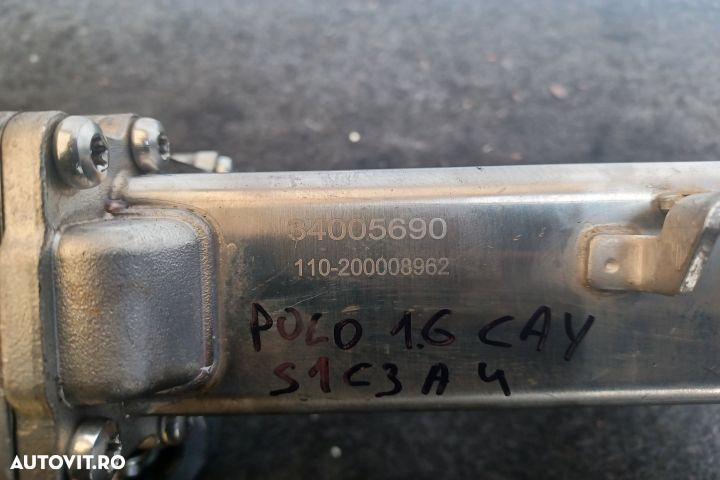 34005690
110-200008962
POLO 1.6 CAY
S1C3A4
AUTOVIT.RO